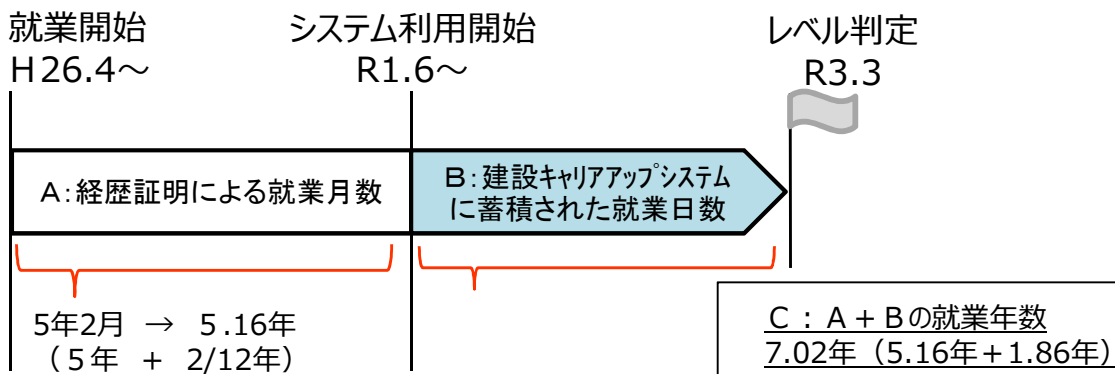 就業開始
H26.4～
システム利用開始
R1.6～
レベル判定
R3.3
A：経歴証明による就業月数
B：建設キャリアアップシステム
に蓄積された就業日数
5年2月 → 5.16年
（5年 + 2/12年）
C：A＋Bの就業年数
7.02年（5.16年＋1.86年）